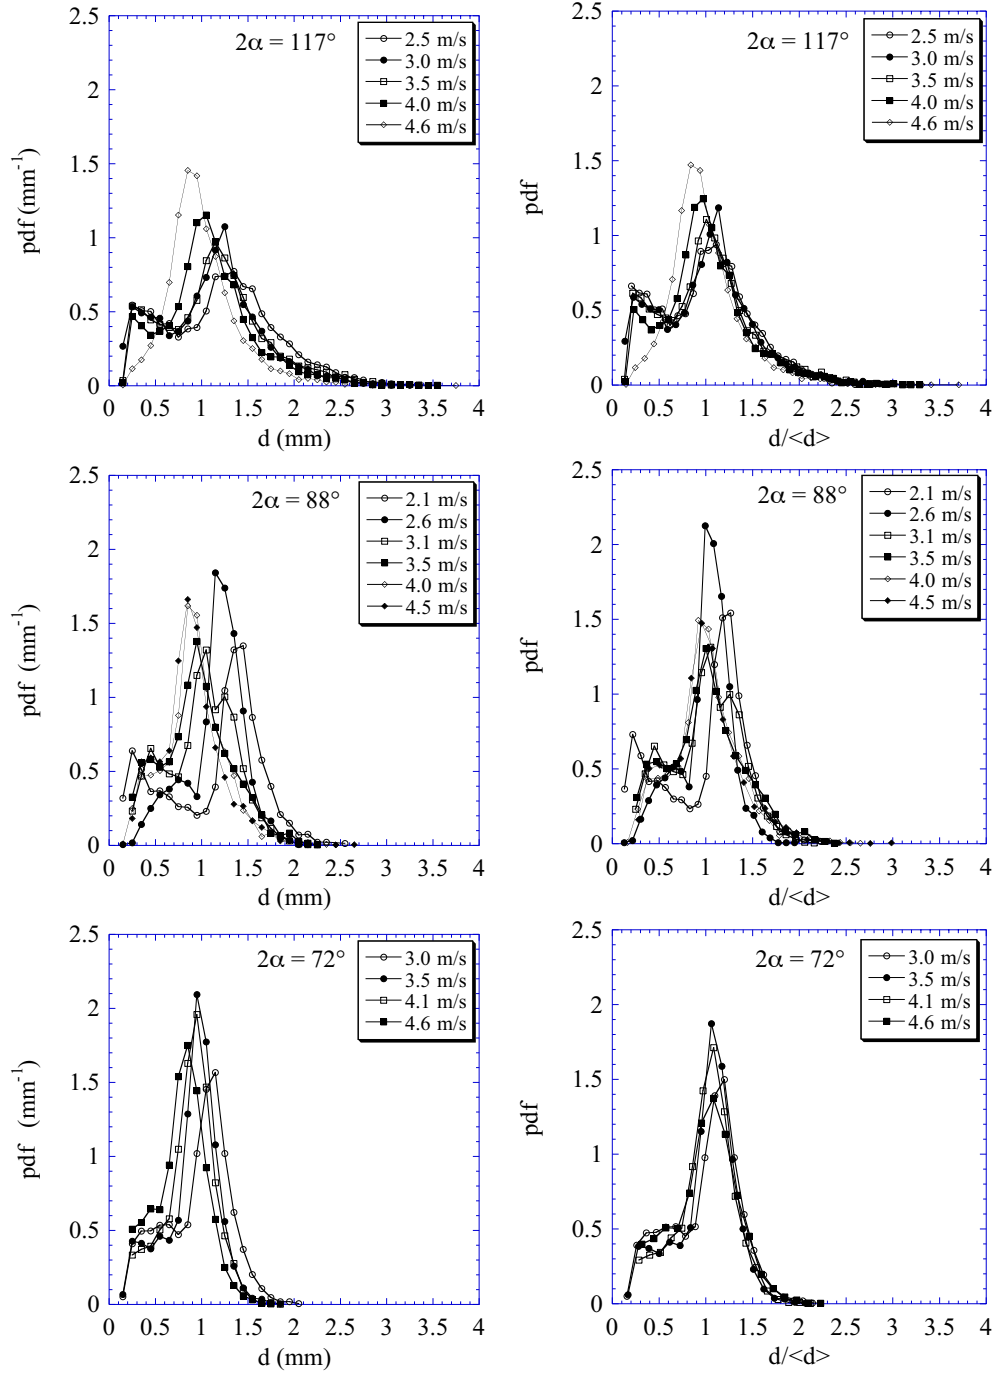 2α = 117°
2.5 m/s
3.0 m/s
3.5 m/s
4.0 m/s
4.6 m/s
pdf (mm⁻¹)
2.5
2
1.5
1
0.5
0
0 0.5 1 1.5 2 2.5 3 3.5 4
d (mm)
2α = 117°
2.5 m/s
3.0 m/s
3.5 m/s
4.0 m/s
4.6 m/s
pdf
2.5
2
1.5
1
0.5
0
0 0.5 1 1.5 2 2.5 3 3.5 4
d/<d>
2α = 88°
2.1 m/s
2.6 m/s
3.1 m/s
3.5 m/s
4.0 m/s
4.5 m/s
pdf (mm⁻¹)
2.5
2
1.5
1
0.5
0
0 0.5 1 1.5 2 2.5 3 3.5 4
d (mm)
2α = 88°
2.1 m/s
2.6 m/s
3.1 m/s
3.5 m/s
4.0 m/s
4.5 m/s
pdf
2.5
2
1.5
1
0.5
0
0 0.5 1 1.5 2 2.5 3 3.5 4
d/<d>
2α = 72°
3.0 m/s
3.5 m/s
4.1 m/s
4.6 m/s
pdf (mm⁻¹)
2.5
2
1.5
1
0.5
0
0 0.5 1 1.5 2 2.5 3 3.5 4
d (mm)
2α = 72°
3.0 m/s
3.5 m/s
4.1 m/s
4.6 m/s
pdf
2.5
2
1.5
1
0.5
0
0 0.5 1 1.5 2 2.5 3 3.5 4
d/<d>